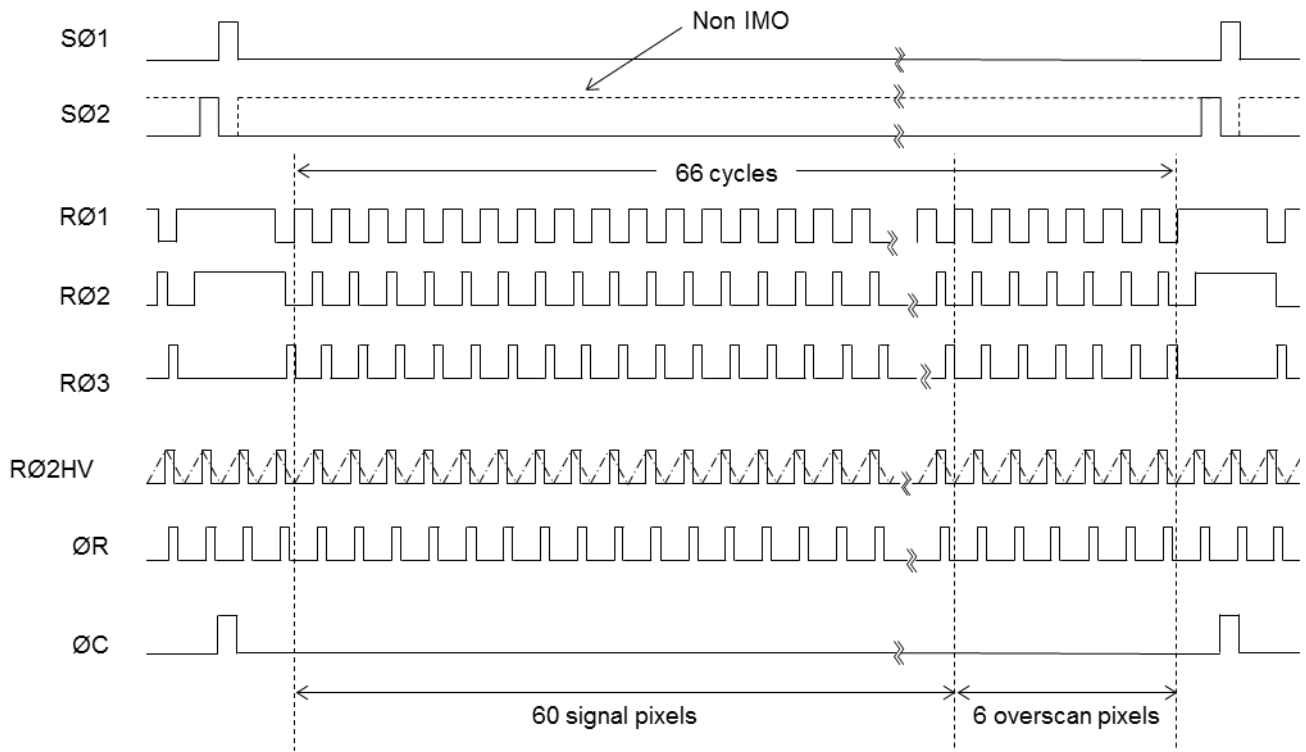 Non IMO
SØ1
SØ2
66 cycles
RØ1
RØ2
RØ3
RØ2HV
ØR
ØC
60 signal pixels
6 overscan pixels